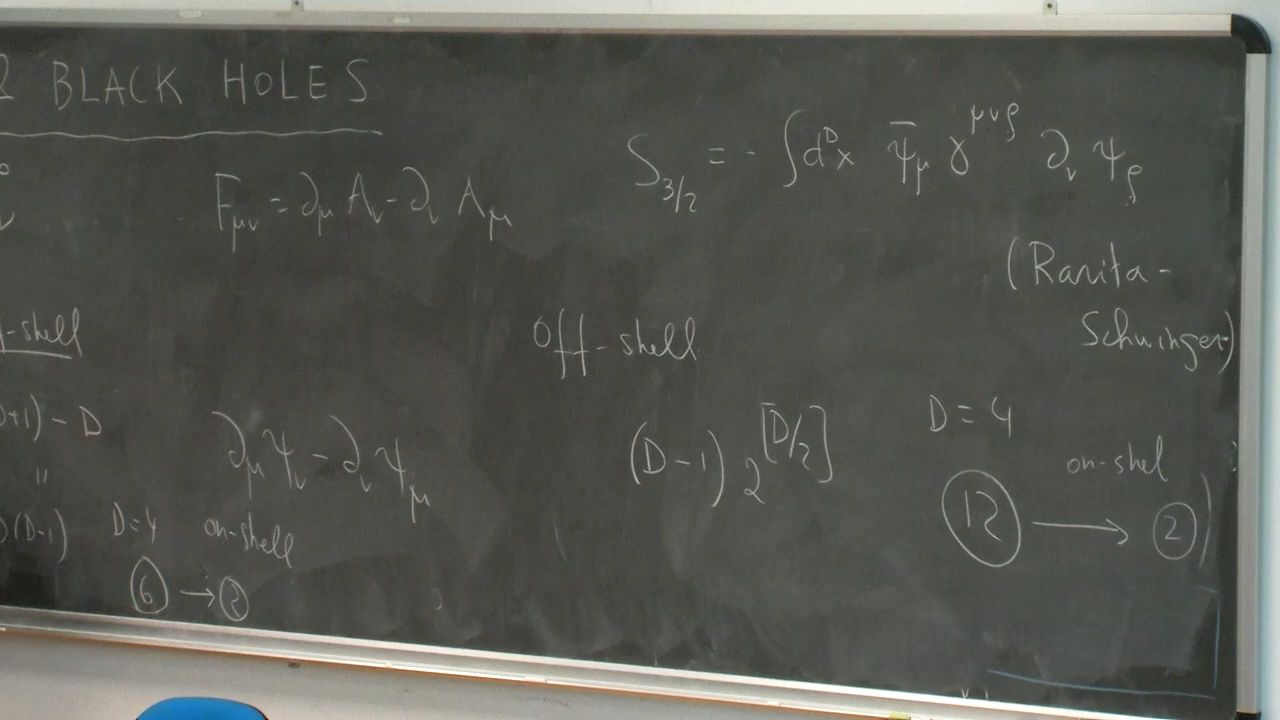 & BLACK HOLES
F_{μν} = ∂_μ A_ν - ∂_ν A_μ
S_{3/2} = - ∫ d^D x ψ̄_μ γ^{μνρ} ∂_ν ψ_ρ
(Rarita-
Schwinger)
-shell
Off-shell
+1) - D
"
(D-1) D=4 on-shell
6 → 2
∂_μ ψ_ν - ∂_ν ψ_μ
(D-1) 2^{[D/2]}
D = 4
on-shel
12 → 2)